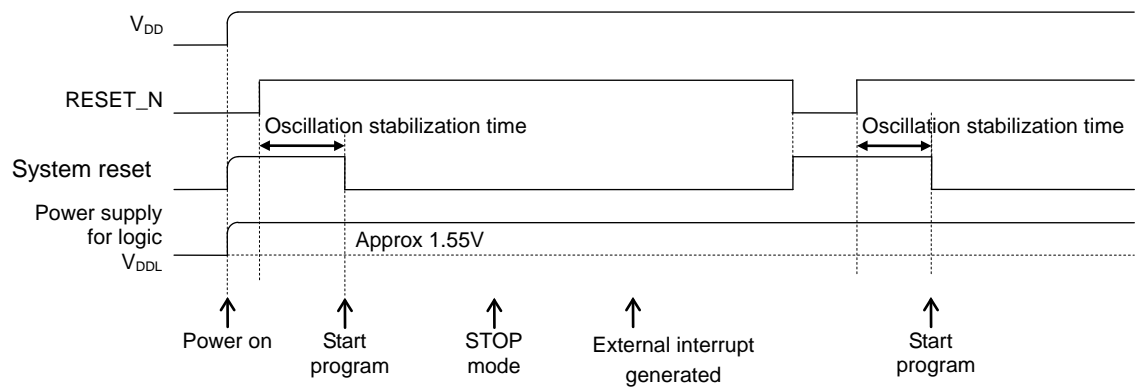 VDD
RESET_N
Oscillation stabilization time
Oscillation stabilization time
System reset
Power supply
for logic
VDDL
Approx 1.55V
Power on
Start
program
STOP
mode
External interrupt
generated
Start
program